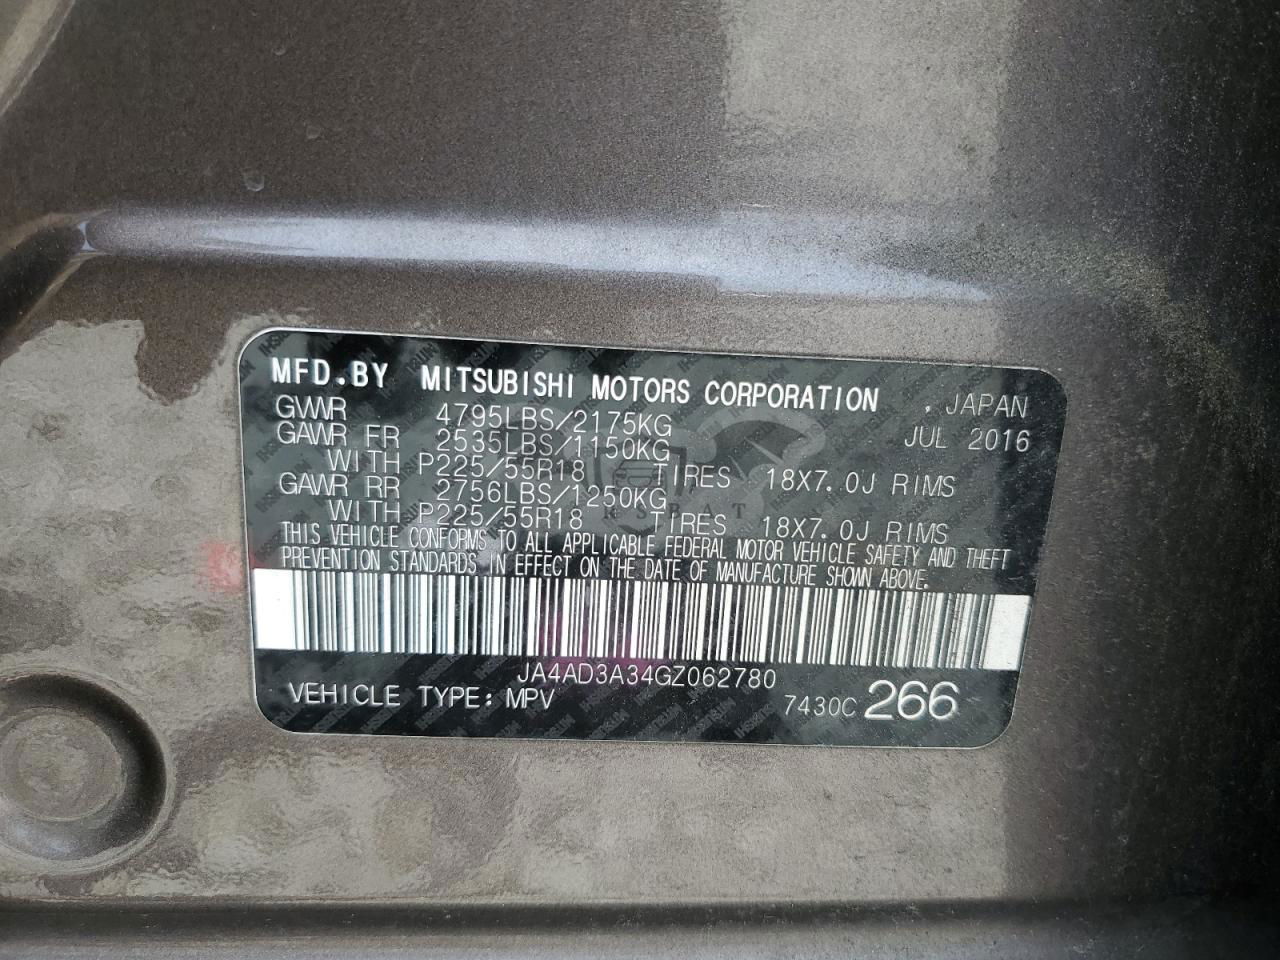 MFD.BY MITSUBISHI MOTORS CORPORATION , JAPAN
GVWR 4795LBS/2175KG JUL 2016
GAWR FR 2535LBS/1150KG
WITH P225/55R18 TIRES 18X7.0J RIMS
GAWR RR 2756LBS/1250KG
WITH P225/55R18 TIRES 18X7.0J RIMS
THIS VEHICLE CONFORMS TO ALL APPLICABLE FEDERAL MOTOR VEHICLE SAFETY AND THEFT
PREVENTION STANDARDS IN EFFECT ON THE DATE OF MANUFACTURE SHOWN ABOVE.
JA4AD3A34GZ062780
VEHICLE TYPE: MPV 7430C 266